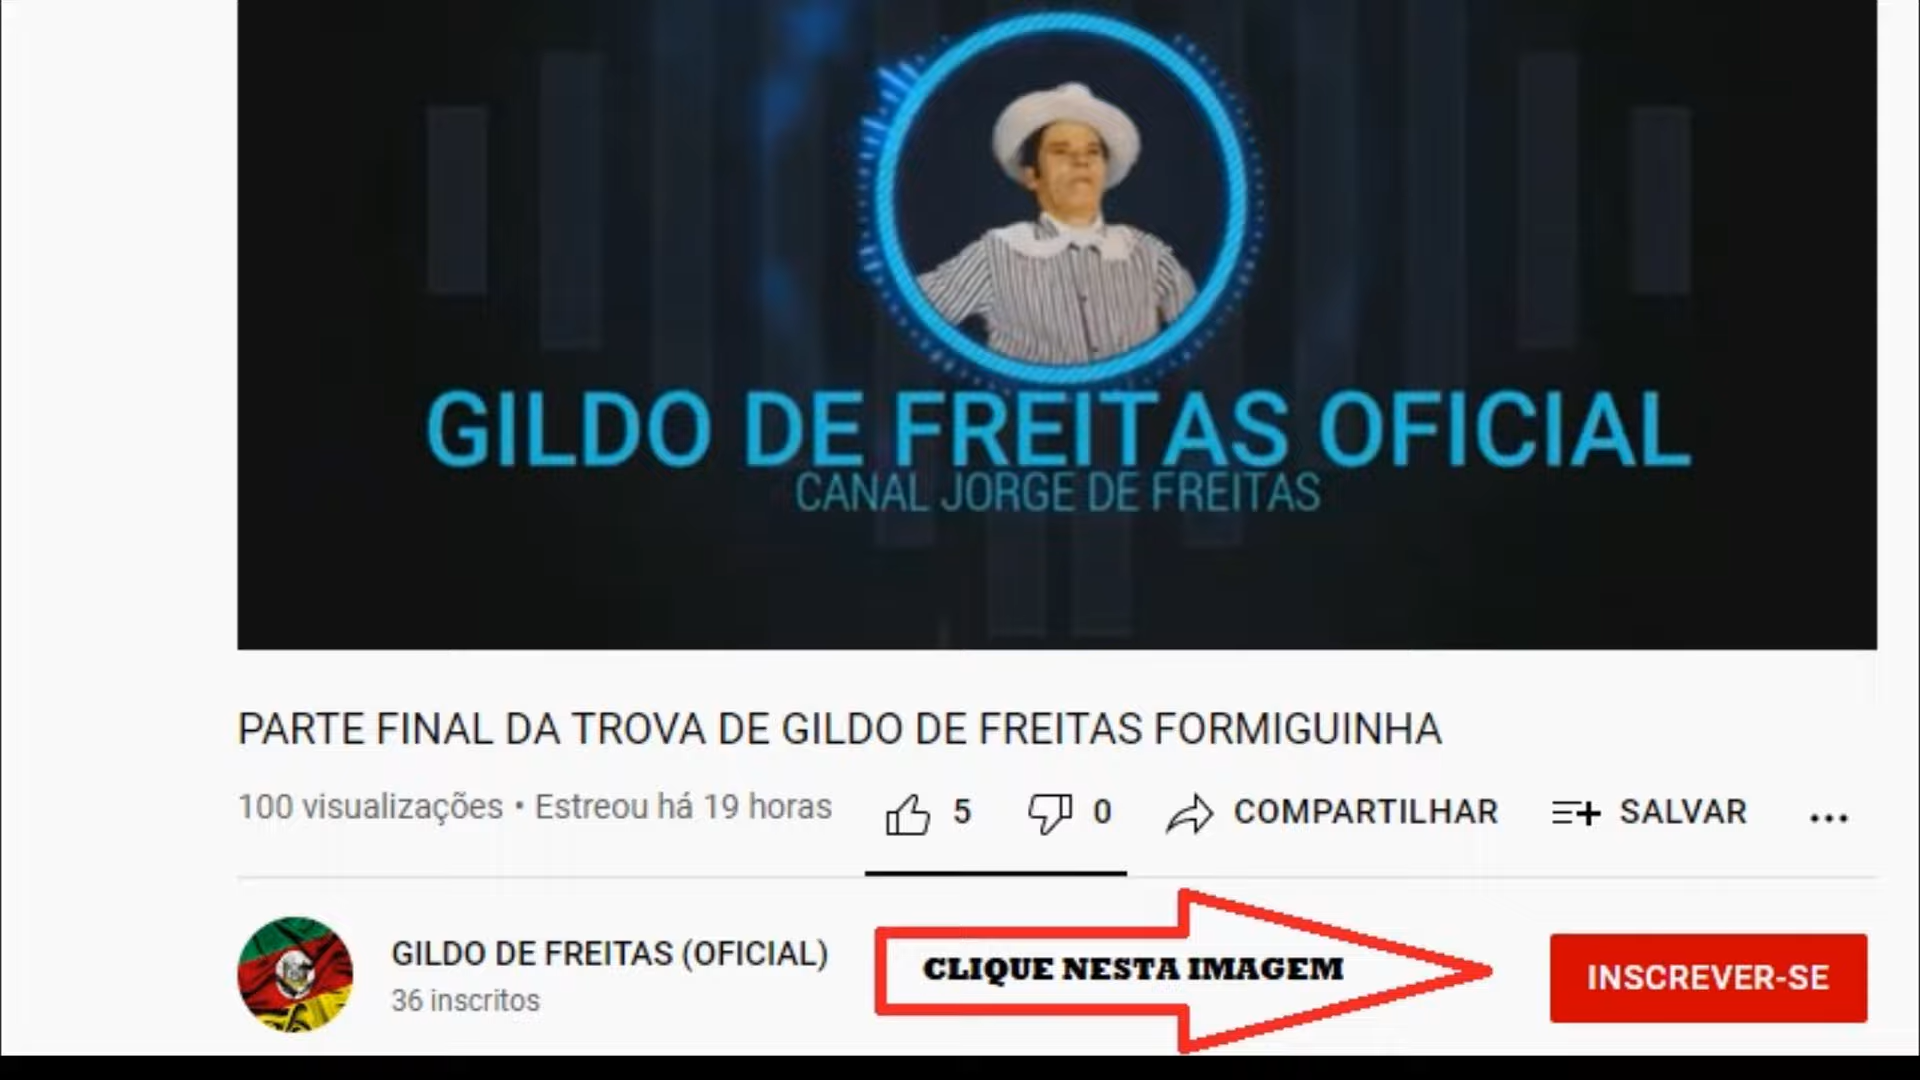 GILDO DE FREITAS OFICIAL
CANAL JORGE DE FREITAS
PARTE FINAL DA TROVA DE GILDO DE FREITAS FORMIGUINHA
100 visualizações • Estreou há 19 horas
5
0
COMPARTILHAR
SALVAR
GILDO DE FREITAS (OFICIAL)
36 inscritos
CLIQUE NESTA IMAGEM
INSCREVER-SE